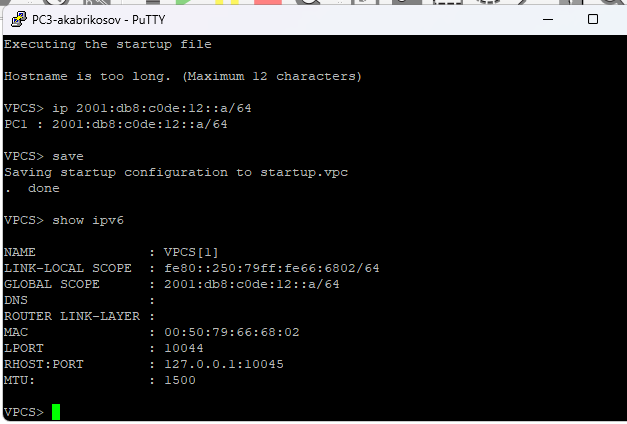 PC3-akabrikosov - PuTTY
Executing the startup file
Hostname is too long. (Maximum 12 characters)
VPCS> ip 2001:db8:c0de:12::a/64
PC1 : 2001:db8:c0de:12::a/64
VPCS> save
Saving startup configuration to startup.vpc
.  done
VPCS> show ipv6
NAME              : VPCS[1]
LINK-LOCAL SCOPE  : fe80::250:79ff:fe66:6802/64
GLOBAL SCOPE      : 2001:db8:c0de:12::a/64
DNS               :
ROUTER LINK-LAYER :
MAC               : 00:50:79:66:68:02
LPORT             : 10044
RHOST:PORT        : 127.0.0.1:10045
MTU:              : 1500
VPCS>